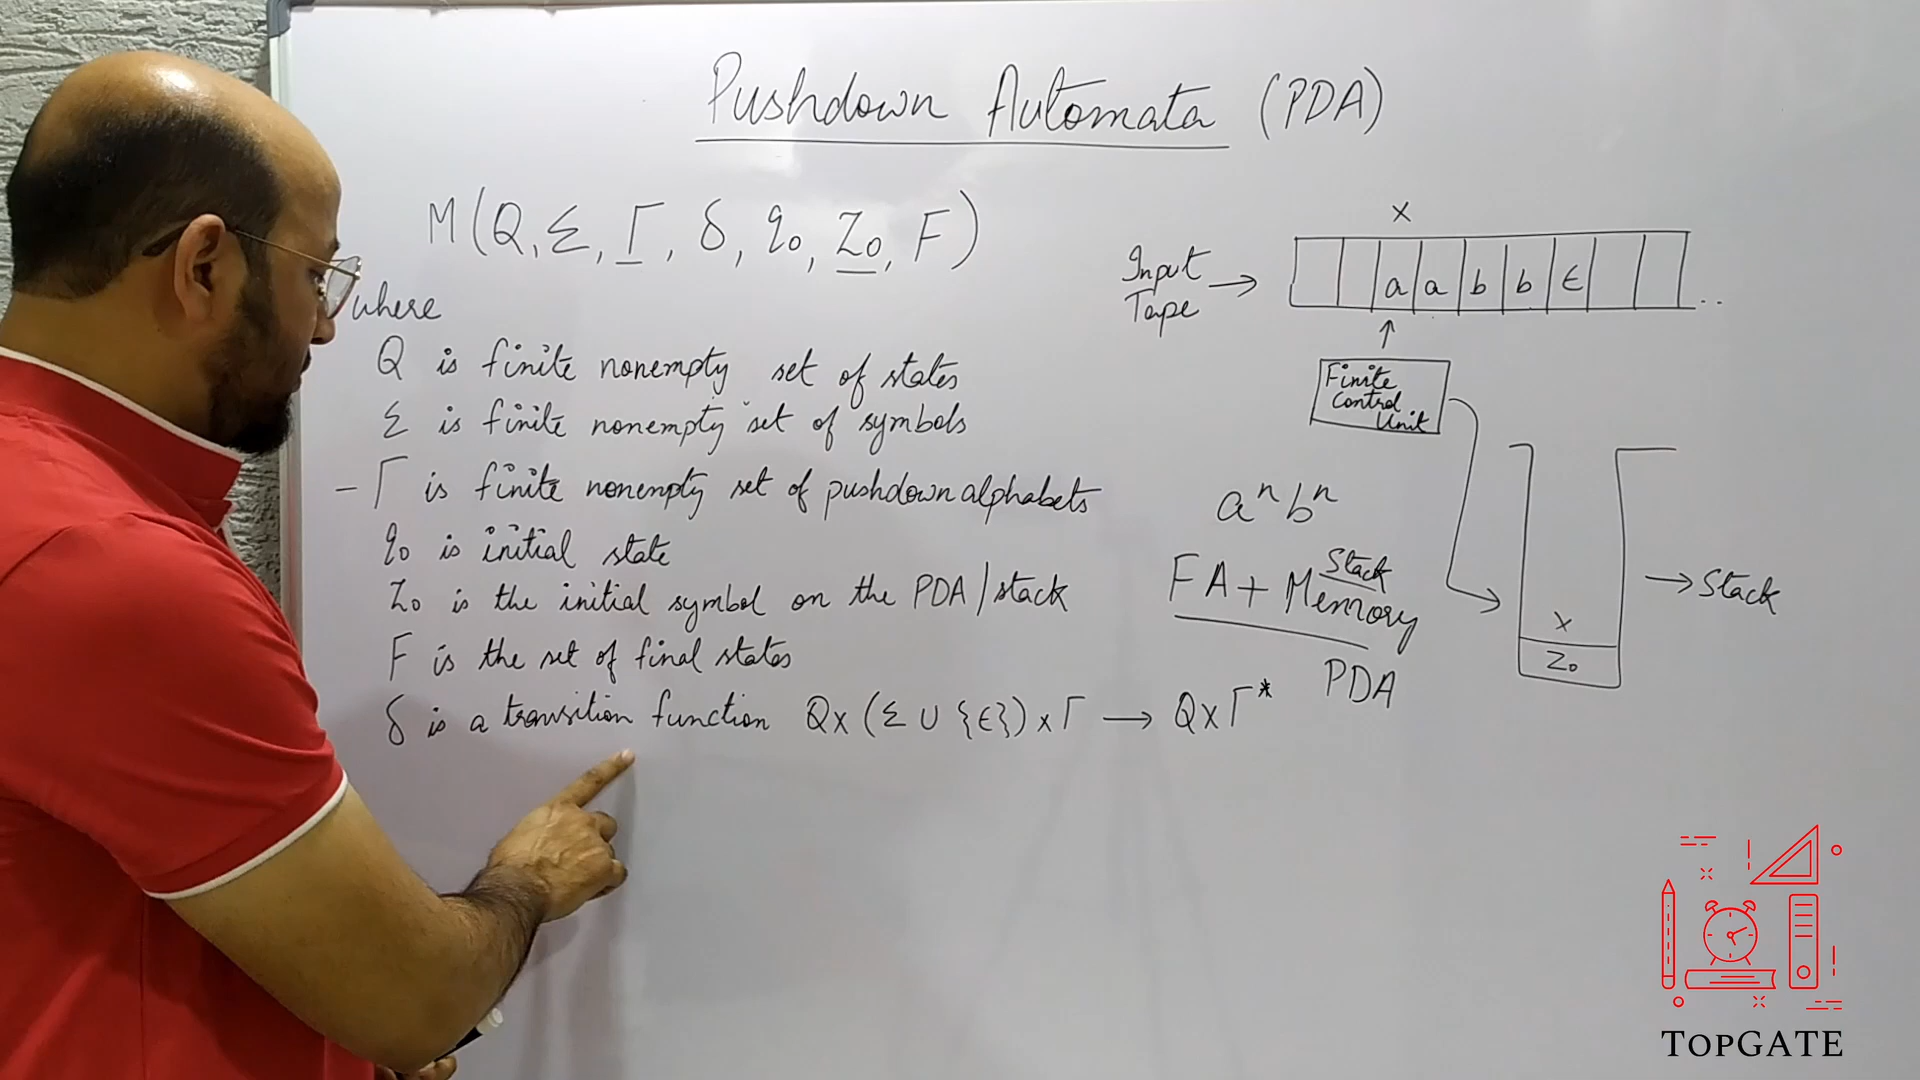 Pushdown Automata (PDA)
M(Q, Σ, Γ, δ, q₀, Z₀, F)
where
Q is finite nonempty set of states
Σ is finite nonempty set of symbols
- Γ is finite nonempty set of pushdown alphabets
q₀ is initial state
Z₀ is the initial symbol on the PDA/stack
F is the set of final states
δ is a transition function Q x (Σ ∪ {ε}) x Γ → Q x Γ*
x
Input
Tape →
a a b b ε ..
↑
Finite
Control
Unit
aⁿbⁿ
Stack
FA + Memory
PDA
→ Stack
x
Z₀
TOPGATE